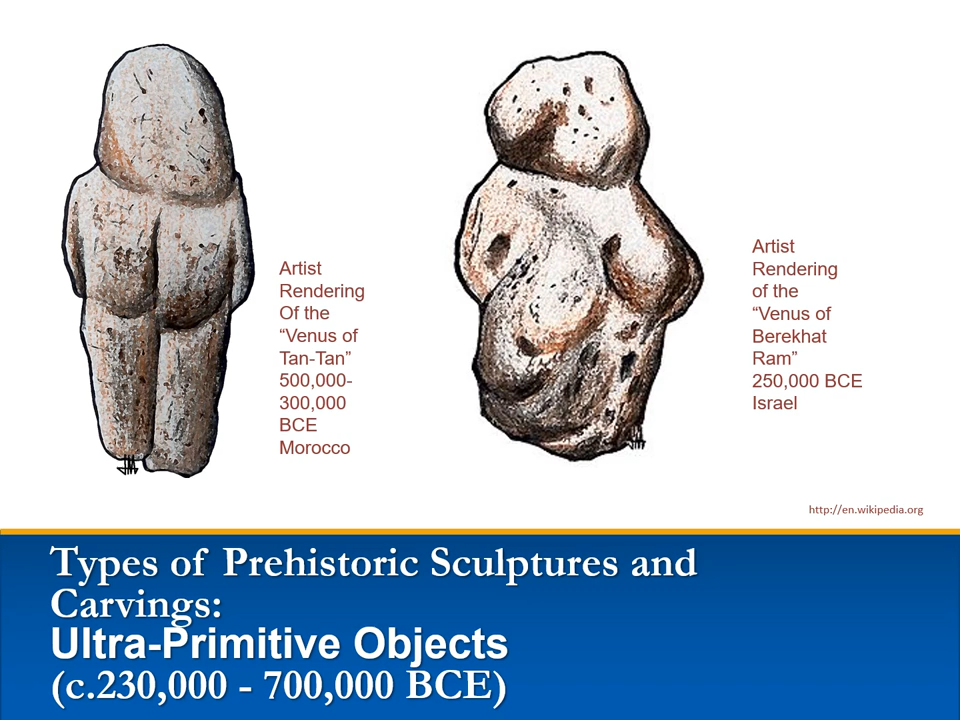 Artist
Rendering
Of the
“Venus of
Tan-Tan”
500,000-
300,000
BCE
Morocco
Artist
Rendering
of the
“Venus of
Berekhat
Ram”
250,000 BCE
Israel
http://en.wikipedia.org
Types of Prehistoric Sculptures and
Carvings:
Ultra-Primitive Objects
(c.230,000 - 700,000 BCE)